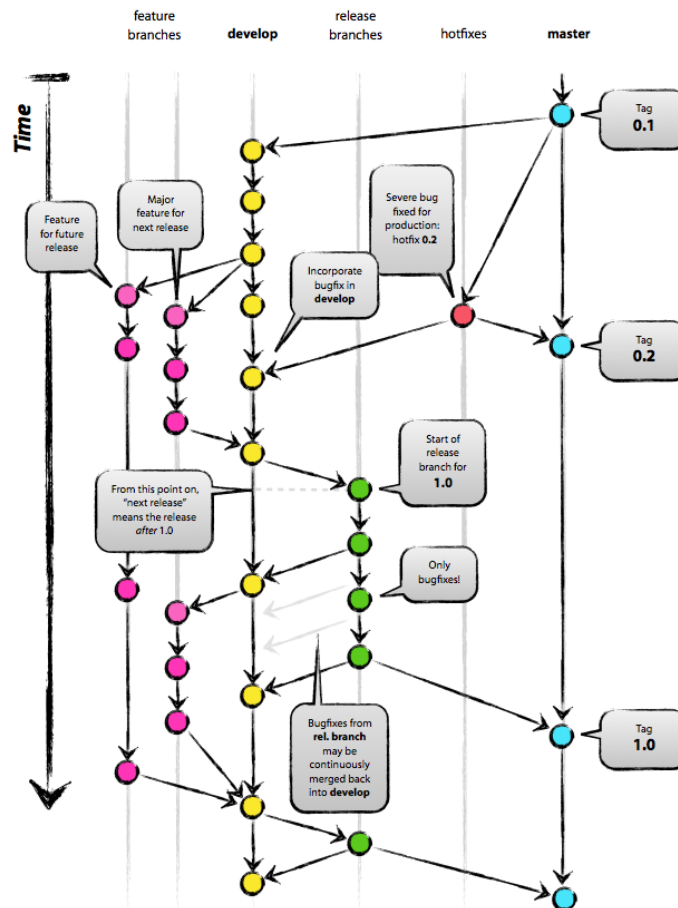 feature
branches
develop
release
branches
hotfixes
master
Time
Tag
0.1
Major
feature for
next release
Severe bug
fixed for
production:
hotfix 0.2
Feature
for future
release
Incorporate
bugfix in
develop
Tag
0.2
Start of
release
branch for
1.0
From this point on,
“next release”
means the release
after 1.0
Only
bugfixes!
Bugfixes from
rel. branch
may be
continuously
merged back
into develop
Tag
1.0